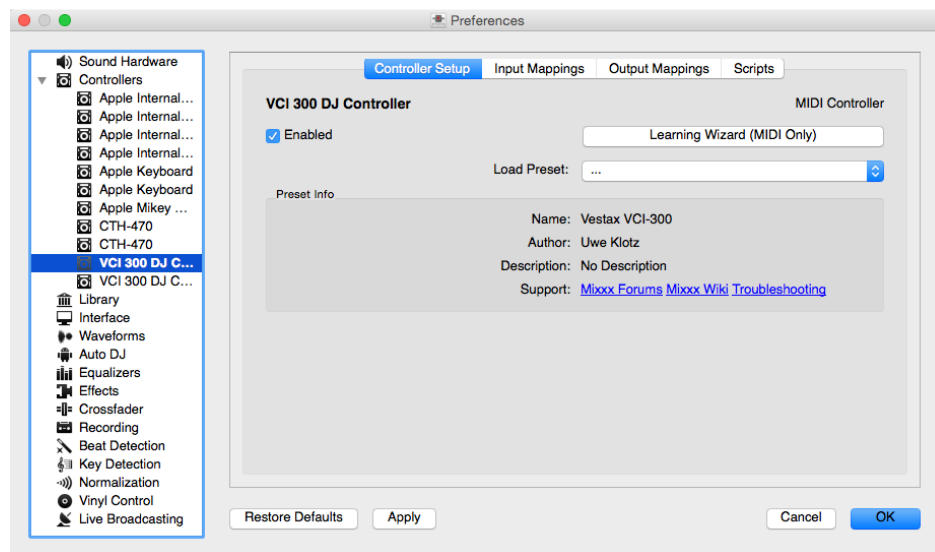 Preferences
Sound Hardware
Controllers
Apple Internal...
Apple Internal...
Apple Internal...
Apple Internal...
Apple Keyboard
Apple Keyboard
Apple Mikey ...
CTH-470
CTH-470
VCI 300 DJ C...
VCI 300 DJ C...
Library
Interface
Waveforms
Auto DJ
Equalizers
Effects
Crossfader
Recording
Beat Detection
Key Detection
Normalization
Vinyl Control
Live Broadcasting
Controller Setup Input Mappings Output Mappings Scripts
VCI 300 DJ Controller MIDI Controller
Enabled Learning Wizard (MIDI Only)
Load Preset: ...
Preset Info
Name: Vestax VCI-300
Author: Uwe Klotz
Description: No Description
Support: Mixxx Forums Mixxx Wiki Troubleshooting
Restore Defaults Apply Cancel OK